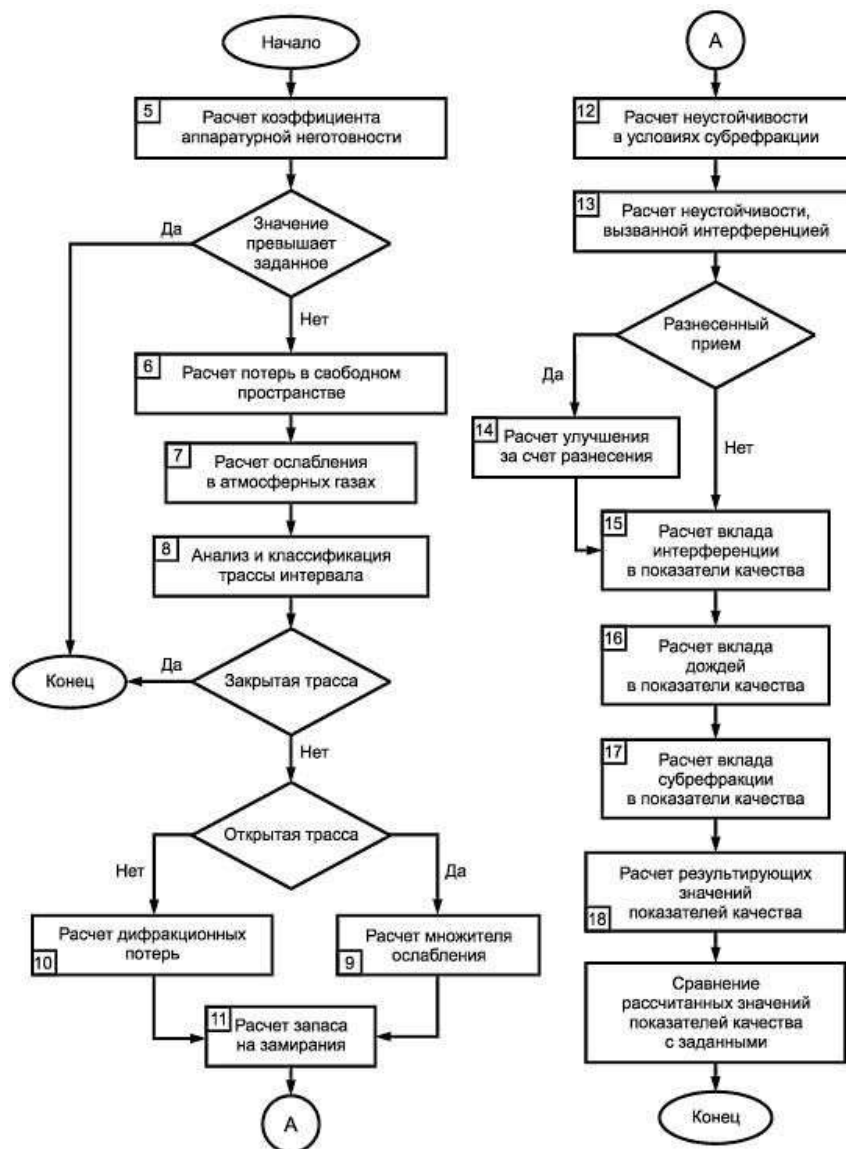 Начало
5
Расчет коэффициента
аппаратурной неготовности
Значение
превышает
заданное
Да
Нет
6
Расчет потерь в свободном
пространстве
7
Расчет ослабления
в атмосферных газах
8
Анализ и классификация
трассы интервала
Закрытая трасса
Да
Конец
Нет
Открытая трасса
Нет
Да
Расчет дифракционных
потерь
10
Расчет множителя
ослабления
9
11
Расчет запаса
на замирания
А
А
12
Расчет неустойчивости
в условиях субрефракции
13
Расчет неустойчивости,
вызванной интерференцией
Разнесенный
прием
Да
Нет
14
Расчет улучшения
за счет разнесения
15
Расчет вклада
интерференции
в показатели качества
16
Расчет вклада
дождей
в показатели качества
17
Расчет вклада
субрефракции
в показатели качества
Расчет результирующих
значений
показателей качества
18
Сравнение
рассчитанных значений
показателей качества
с заданными
Конец